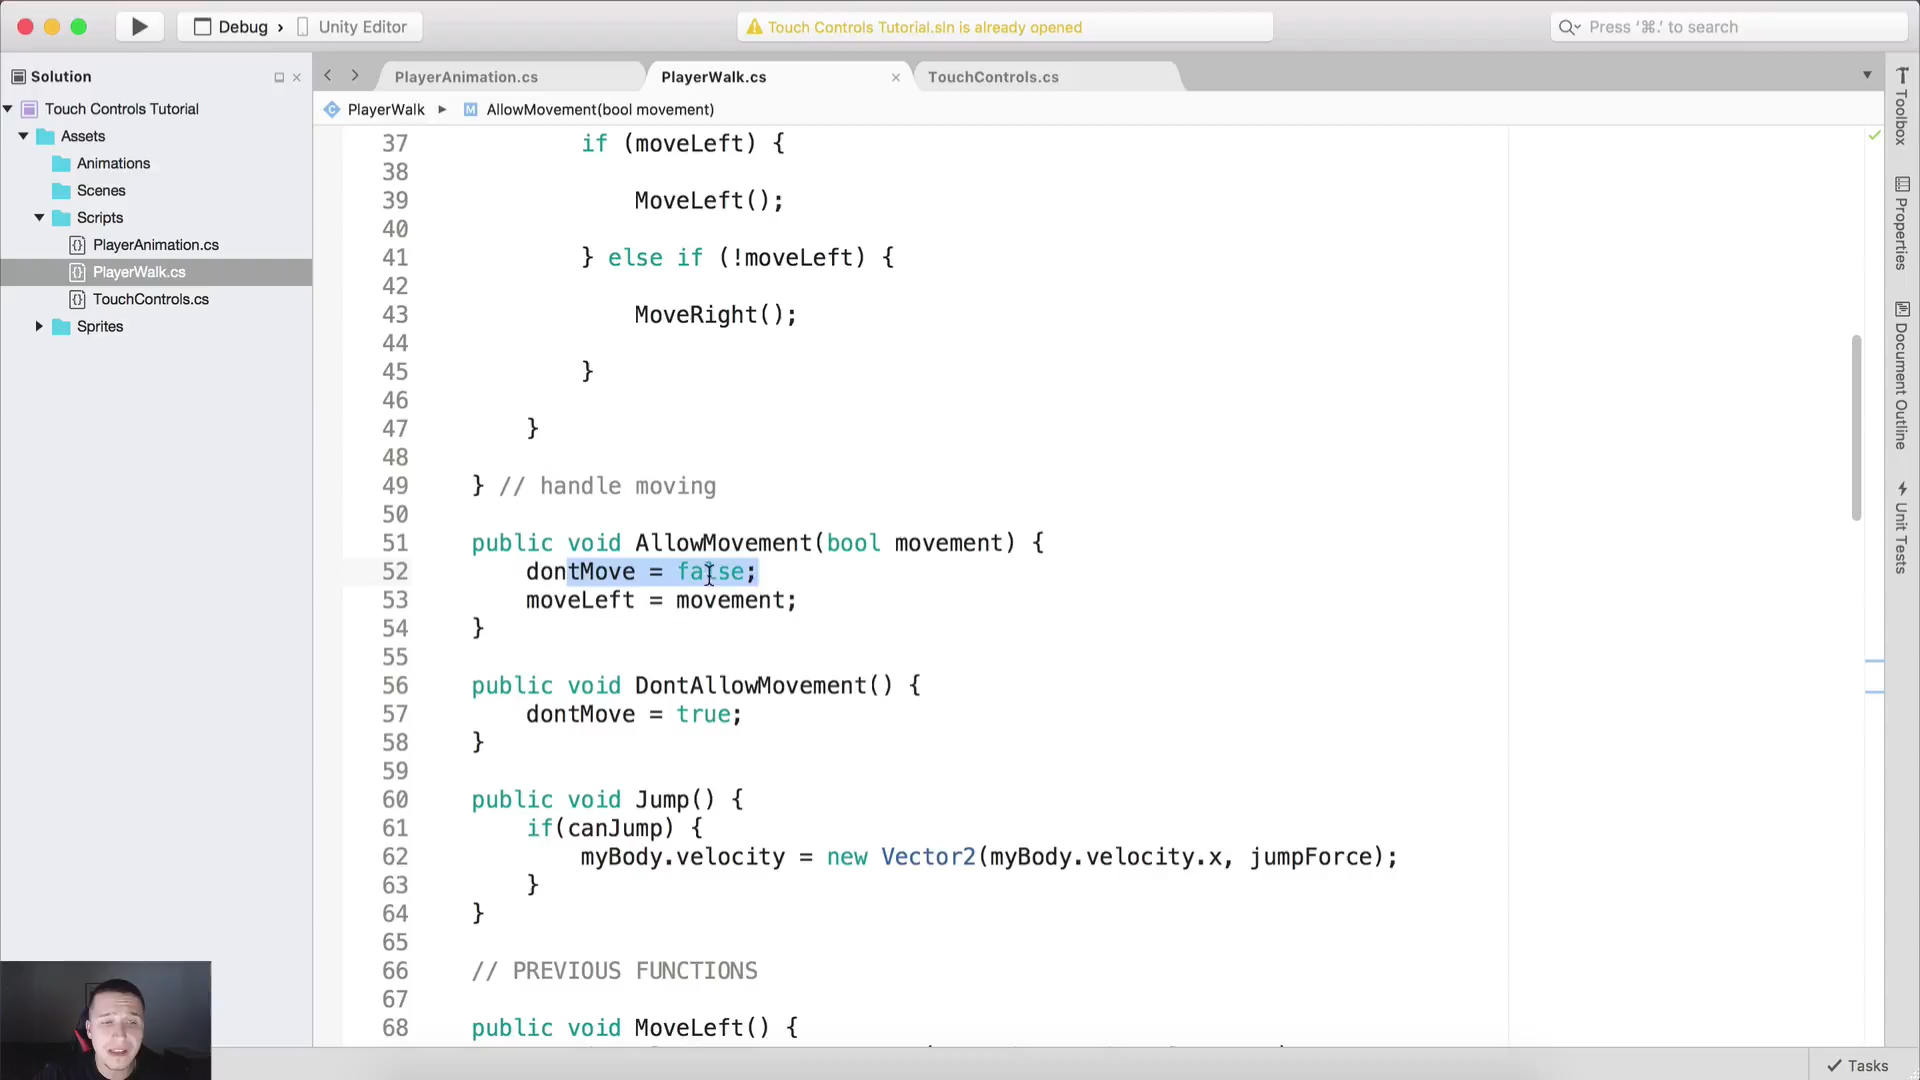 Debug › Unity Editor
Touch Controls Tutorial.sln is already opened
Press '⌘.' to search
Solution
PlayerAnimation.cs
PlayerWalk.cs
TouchControls.cs
PlayerWalk
AllowMovement(bool movement)
Touch Controls Tutorial
Assets
Animations
Scenes
Scripts
PlayerAnimation.cs
PlayerWalk.cs
TouchControls.cs
Sprites
37 if (moveLeft) {
38
39 MoveLeft();
40
41 } else if (!moveLeft) {
42
43 MoveRight();
44
45 }
46
47 }
48
49 } // handle moving
50
51 public void AllowMovement(bool movement) {
52 dontMove = false;
53 moveLeft = movement;
54 }
55
56 public void DontAllowMovement() {
57 dontMove = true;
58 }
59
60 public void Jump() {
61 if(canJump) {
62 myBody.velocity = new Vector2(myBody.velocity.x, jumpForce);
63 }
64 }
65
66 // PREVIOUS FUNCTIONS
67
68 public void MoveLeft() {
Toolbox
Properties
Document Outline
Unit Tests
Tasks